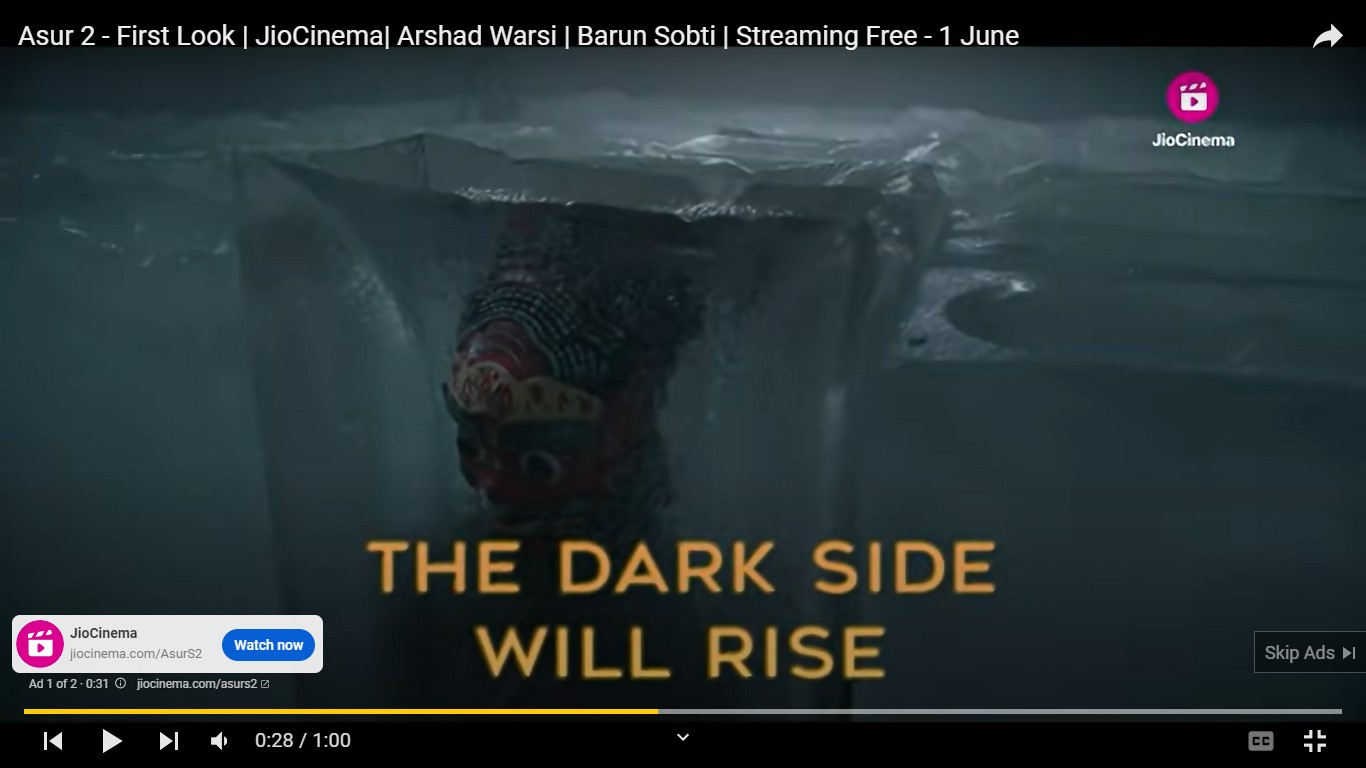 Asur 2 - First Look | JioCinema| Arshad Warsi | Barun Sobti | Streaming Free - 1 June
JioCinema
THE DARK SIDE
WILL RISE
JioCinema
jiocinema.com/AsurS2
Watch now
Skip Ads
Ad 1 of 2 · 0:31 jiocinema.com/asurs2
0:28 / 1:00
CC